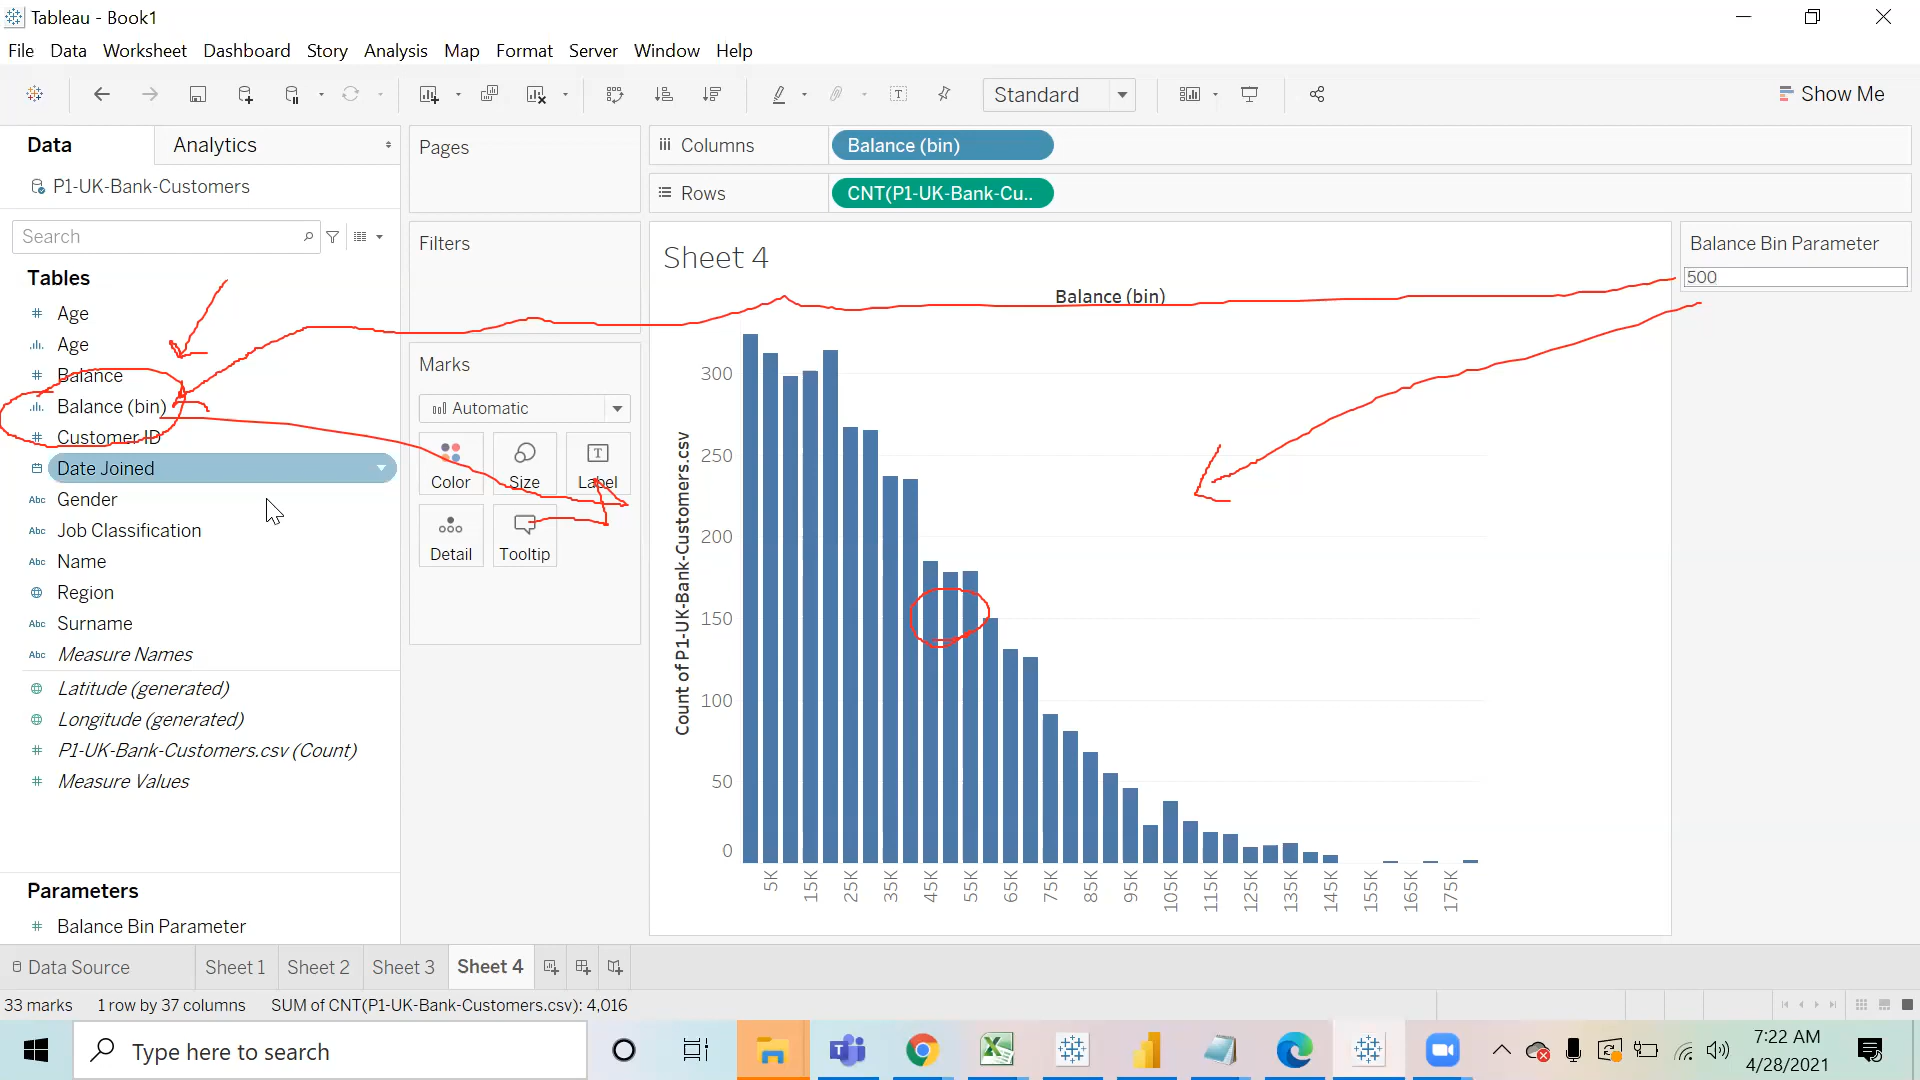 Tableau - Book1
File Data Worksheet Dashboard Story Analysis Map Format Server Window Help
Standard
Show Me
Data
Analytics
P1-UK-Bank-Customers
Search
Tables
Age
Age
Balance
Balance (bin)
Customer ID
Date Joined
Abc Gender
Abc Job Classification
Abc Name
Region
Abc Surname
Abc Measure Names
Latitude (generated)
Longitude (generated)
P1-UK-Bank-Customers.csv (Count)
Measure Values
Parameters
Balance Bin Parameter
Pages
Filters
Marks
Automatic
Color Size Label
Detail Tooltip
Columns
Balance (bin)
Rows
CNT(P1-UK-Bank-Cu..
Sheet 4
Balance (bin)
Count of P1-UK-Bank-Customers.csv
300
250
200
150
100
50
0
5K 15K 25K 35K 45K 55K 65K 75K 85K 95K 105K 115K 125K 135K 145K 155K 165K 175K
Balance Bin Parameter
500
Data Source Sheet 1 Sheet 2 Sheet 3 Sheet 4
33 marks 1 row by 37 columns SUM of CNT(P1-UK-Bank-Customers.csv): 4,016
Type here to search
7:22 AM
4/28/2021